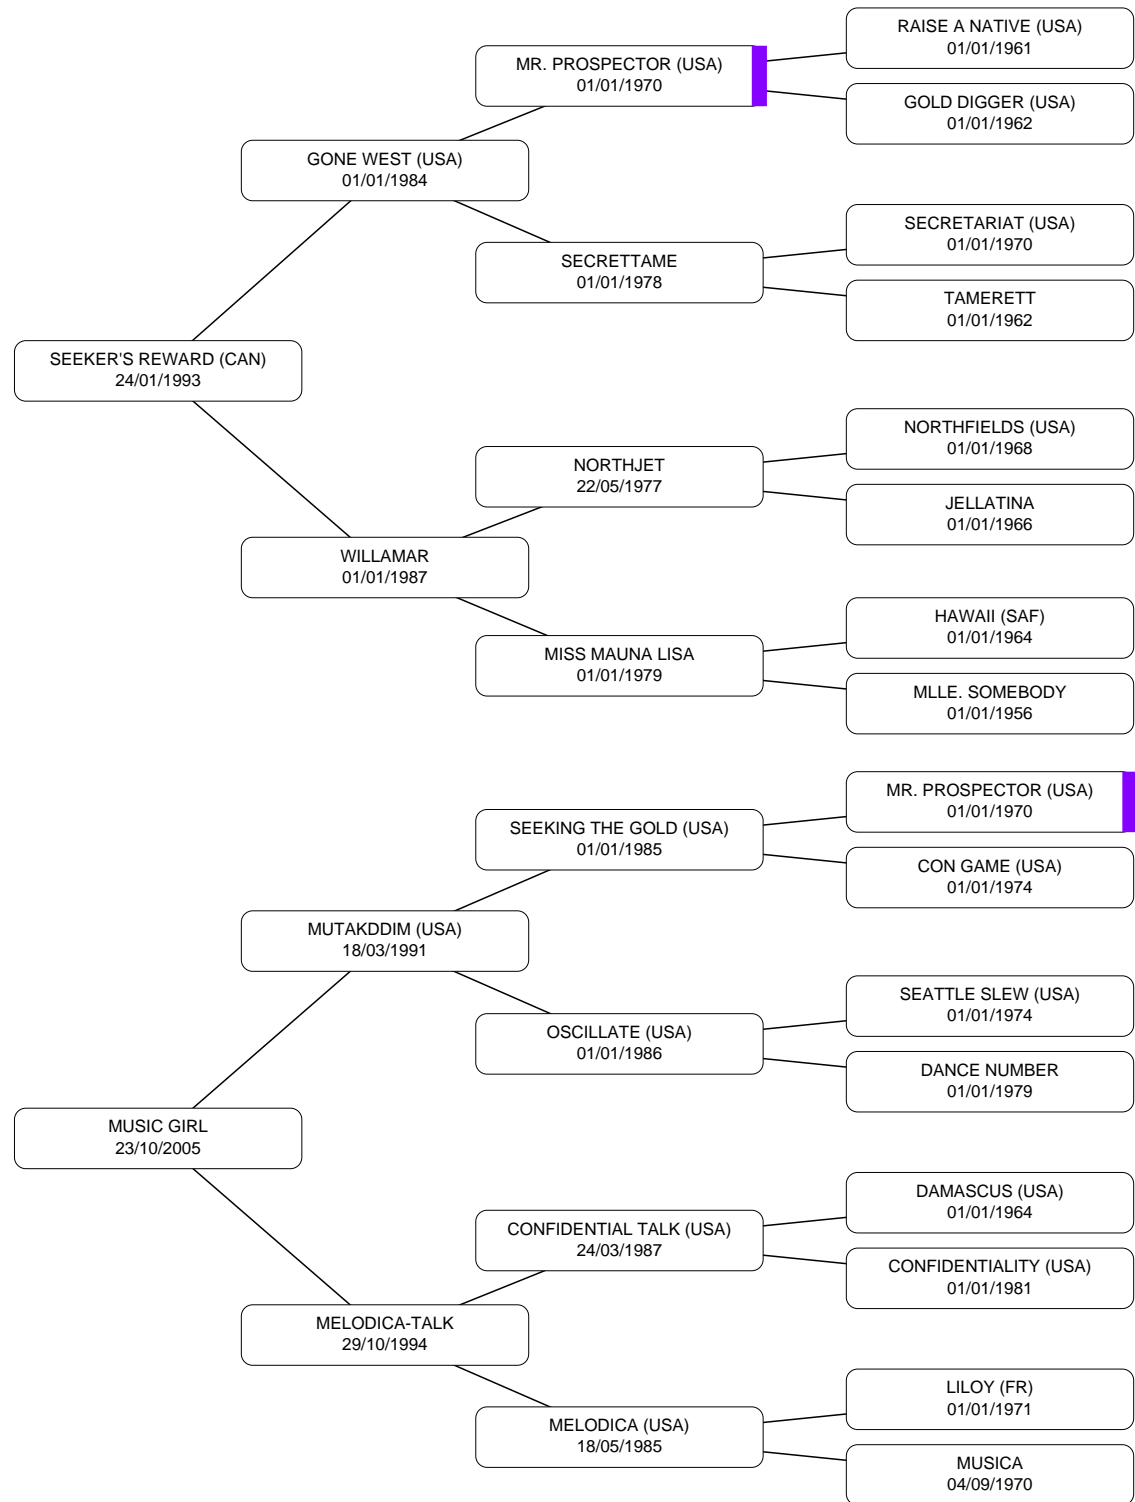 RAISE A NATIVE (USA)
01/01/1961
MR. PROSPECTOR (USA)
01/01/1970
GOLD DIGGER (USA)
01/01/1962
GONE WEST (USA)
01/01/1984
SECRETARIAT (USA)
01/01/1970
SECRETTAME
01/01/1978
TAMERETT
01/01/1962
SEEKER'S REWARD (CAN)
24/01/1993
NORTHFIELDS (USA)
01/01/1968
NORTHJET
22/05/1977
JELLATINA
01/01/1966
WILLAMAR
01/01/1987
HAWAII (SAF)
01/01/1964
MISS MAUNA LISA
01/01/1979
MLLE. SOMEBODY
01/01/1956
MR. PROSPECTOR (USA)
01/01/1970
SEEKING THE GOLD (USA)
01/01/1985
CON GAME (USA)
01/01/1974
MUTAKDDIM (USA)
18/03/1991
SEATTLE SLEW (USA)
01/01/1974
OSCILLATE (USA)
01/01/1986
DANCE NUMBER
01/01/1979
MUSIC GIRL
23/10/2005
DAMASCUS (USA)
01/01/1964
CONFIDENTIAL TALK (USA)
24/03/1987
CONFIDENTIALITY (USA)
01/01/1981
MELODICA-TALK
29/10/1994
LILOY (FR)
01/01/1971
MELODICA (USA)
18/05/1985
MUSICA
04/09/1970